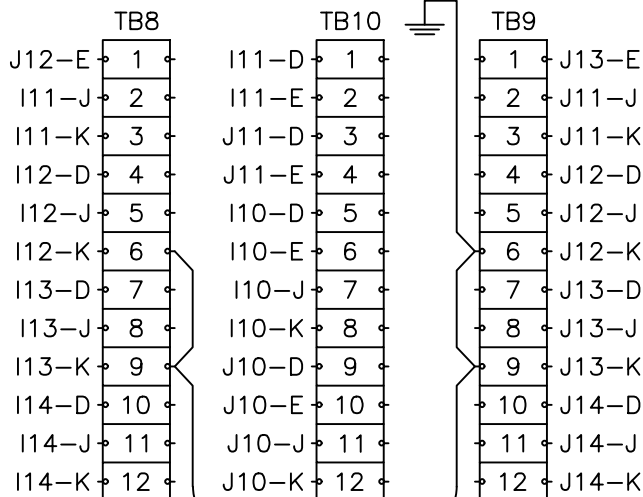 TB8 TB10 TB9
J12-E 1 I11-D 1 1 J13-E
I11-J 2 I11-E 2 2 J11-J
I11-K 3 J11-D 3 3 J11-K
I12-D 4 J11-E 4 4 J12-D
I12-J 5 I10-D 5 5 J12-J
I12-K 6 I10-E 6 6 J12-K
I13-D 7 I10-J 7 7 J13-D
I13-J 8 I10-K 8 8 J13-J
I13-K 9 J10-D 9 9 J13-K
I14-D 10 J10-E 10 10 J14-D
I14-J 11 J10-J 11 11 J14-J
I14-K 12 J10-K 12 12 J14-K